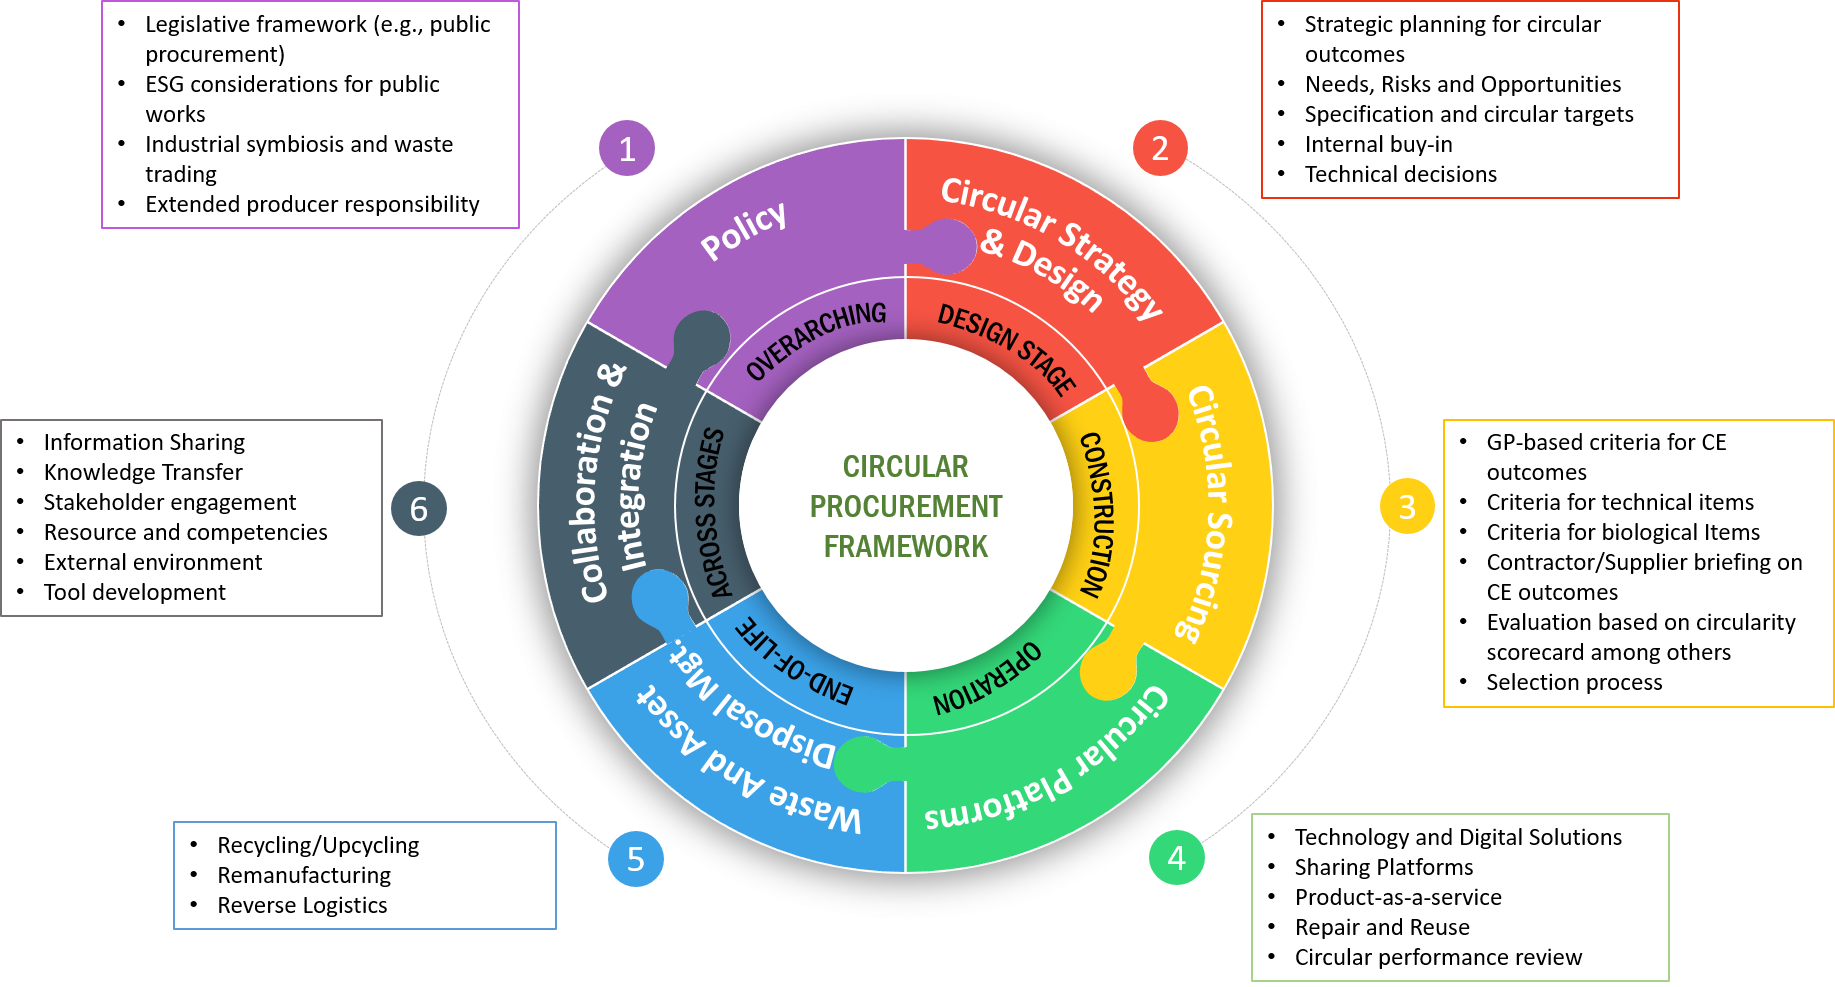 • Legislative framework (e.g., public
procurement)
• ESG considerations for public
works
• Industrial symbiosis and waste
trading
• Extended producer responsibility
1
• Strategic planning for circular
outcomes
• Needs, Risks and Opportunities
• Specification and circular targets
• Internal buy-in
• Technical decisions
2
Policy
OVERARCHING
Circular Strategy
& Design
DESIGN STAGE
Circular Sourcing
CONSTRUCTION
3
• GP-based criteria for CE
outcomes
• Criteria for technical items
• Criteria for biological Items
• Contractor/Supplier briefing on
CE outcomes
• Evaluation based on circularity
scorecard among others
• Selection process
CIRCULAR
PROCUREMENT
FRAMEWORK
• Information Sharing
• Knowledge Transfer
• Stakeholder engagement
• Resource and competencies
• External environment
• Tool development
6
Collaboration &
Integration
ACROSS STAGES
END-OF-LIFE
Waste And Asset
Disposal Mgt.
5
• Recycling/Upcycling
• Remanufacturing
• Reverse Logistics
OPERATION
Circular Platforms
4
• Technology and Digital Solutions
• Sharing Platforms
• Product-as-a-service
• Repair and Reuse
• Circular performance review